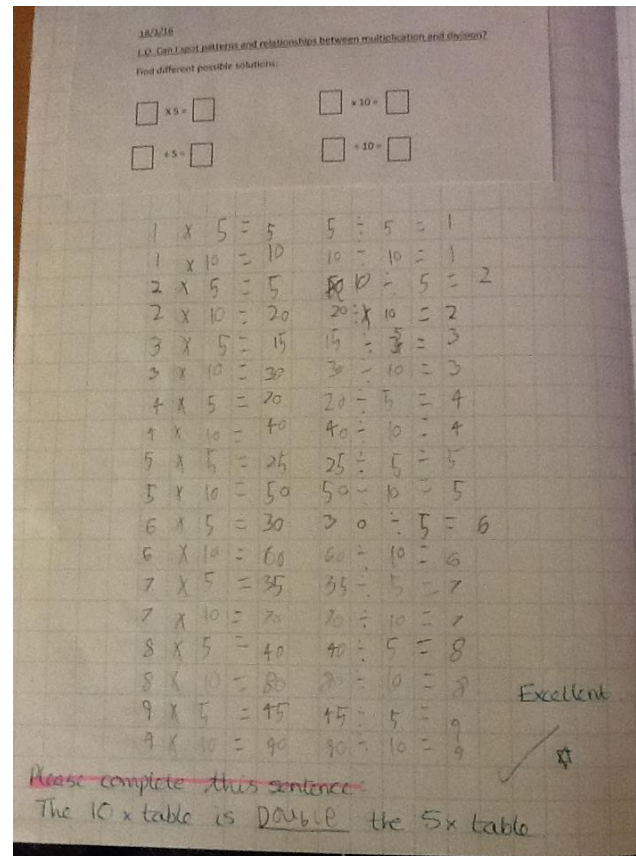 18/3/16
L.O. Can I spot patterns and relationships between multiplication and division?
Find different possible solutions.
x 5 = x 10 =
÷ 5 = ÷ 10 =
1 x 5 = 5 5 ÷ 5 = 1
1 x 10 = 10 10 ÷ 10 = 1
2 x 5 = 5 10 ÷ 5 = 2
2 x 10 = 20 20 ÷ 10 = 2
3 x 5 = 15 15 ÷ 5 = 3
3 x 10 = 30 30 ÷ 10 = 3
4 x 5 = 20 20 ÷ 5 = 4
4 x 10 = 40 40 ÷ 10 = 4
5 x 5 = 25 25 ÷ 5 = 5
5 x 10 = 50 50 ÷ 10 = 5
6 x 5 = 30 30 ÷ 5 = 6
6 x 10 = 60 60 ÷ 10 = 6
7 x 5 = 35 35 ÷ 5 = 7
7 x 10 = 70 70 ÷ 10 = 7
8 x 5 = 40 40 ÷ 5 = 8
8 x 10 = 80 80 ÷ 10 = 8
Excellent
9 x 5 = 45 45 ÷ 5 = 9
9 x 10 = 90 90 ÷ 10 = 9
Please complete this sentence:
The 10 x table is DOUBLE the 5x table